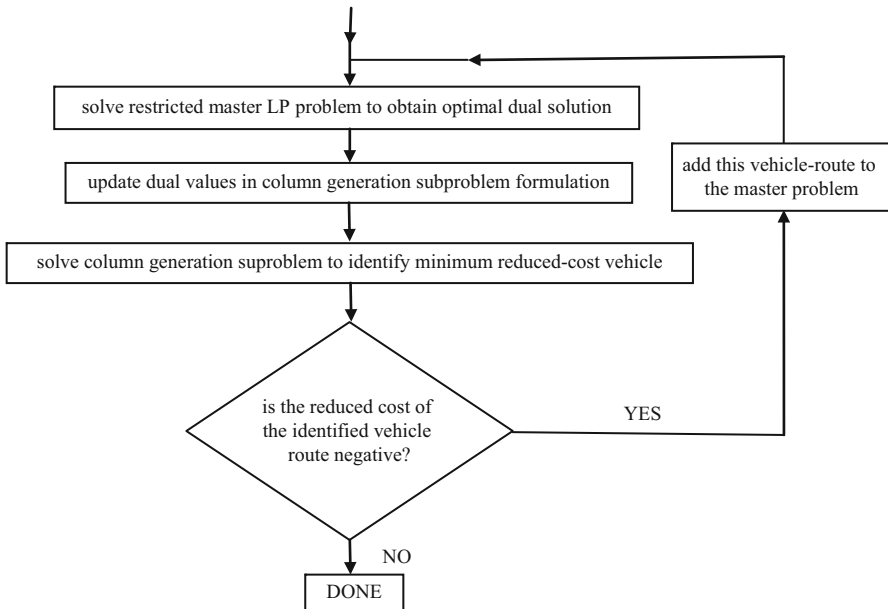 solve restricted master LP problem to obtain optimal dual solution
update dual values in column generation subproblem formulation
add this vehicle-route to
the master problem
solve column generation suproblem to identify minimum reduced-cost vehicle
is the reduced cost of
the identified vehicle
route negative?
YES
NO
DONE